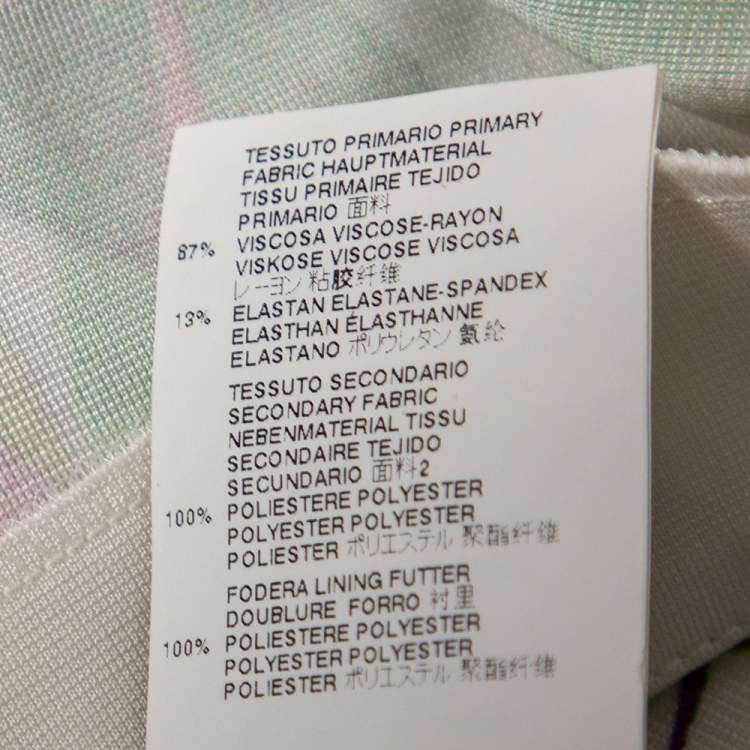 TESSUTO PRIMARIO PRIMARY
FABRIC HAUPTMATERIAL
TISSU PRIMAIRE TEJIDO
PRIMARIO 面料
87% VISCOSA VISCOSE-RAYON
VISKOSE VISCOSE VISCOSA
レーヨン 粘胶纤维
13% ELASTAN ELASTANE-SPANDEX
ELASTHAN ÉLASTHANNE
ELASTANO ポリウレタン 氨纶
TESSUTO SECONDARIO
SECONDARY FABRIC
NEBENMATERIAL TISSU
SECONDAIRE TEJIDO
SECUNDARIO 面料2
100% POLIESTERE POLYESTER
POLYESTER POLYESTER
POLIESTER ポリエステル 聚酯纤维
FODERA LINING FUTTER
DOUBLURE FORRO 衬里
100% POLIESTERE POLYESTER
POLYESTER POLYESTER
POLIESTER ポリエステル 聚酯纤维